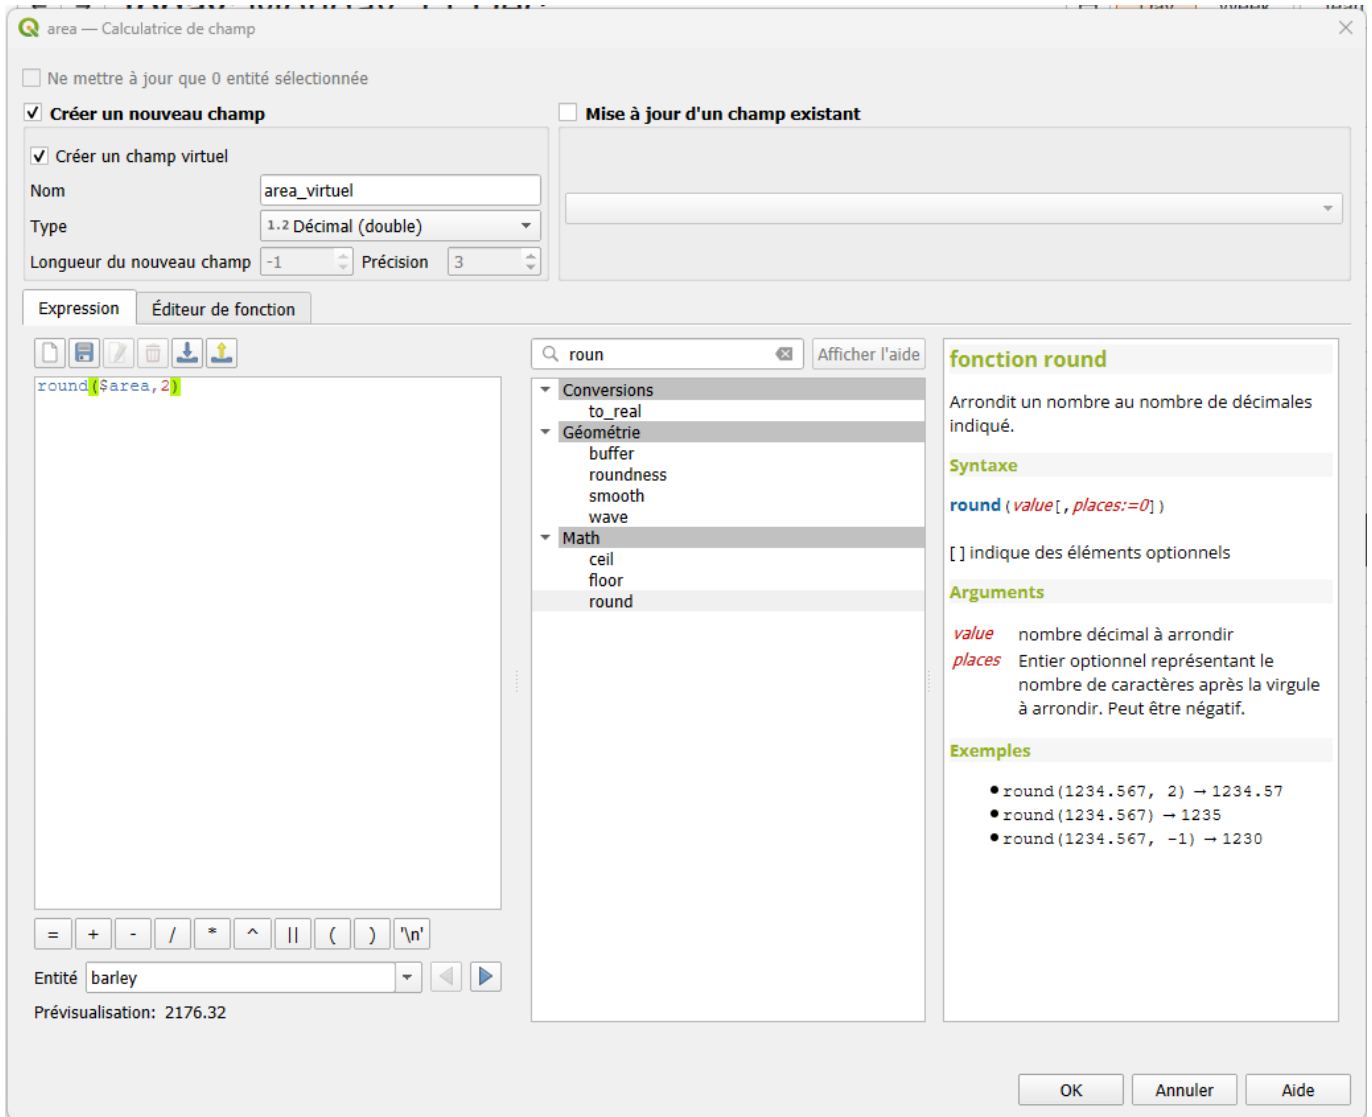 area — Calculatrice de champ
Ne mettre à jour que 0 entité sélectionnée
Créer un nouveau champ
Mise à jour d'un champ existant
Créer un champ virtuel
Nom area_virtuel
Type 1.2 Décimal (double)
Longueur du nouveau champ -1 Précision 3
Expression Éditeur de fonction
round($area,2)
= + - / * ^ || ( ) '\n'
Entité barley
Prévisualisation: 2176.32
roun Afficher l'aide
Conversions
to_real
Géométrie
buffer
roundness
smooth
wave
Math
ceil
floor
round
fonction round
Arrondit un nombre au nombre de décimales
indiqué.
Syntaxe
round(value[,places:=0])
[ ] indique des éléments optionnels
Arguments
value nombre décimal à arrondir
places Entier optionnel représentant le
nombre de caractères après la virgule
à arrondir. Peut être négatif.
Exemples
● round(1234.567, 2) → 1234.57
● round(1234.567) → 1235
● round(1234.567, -1) → 1230
OK Annuler Aide